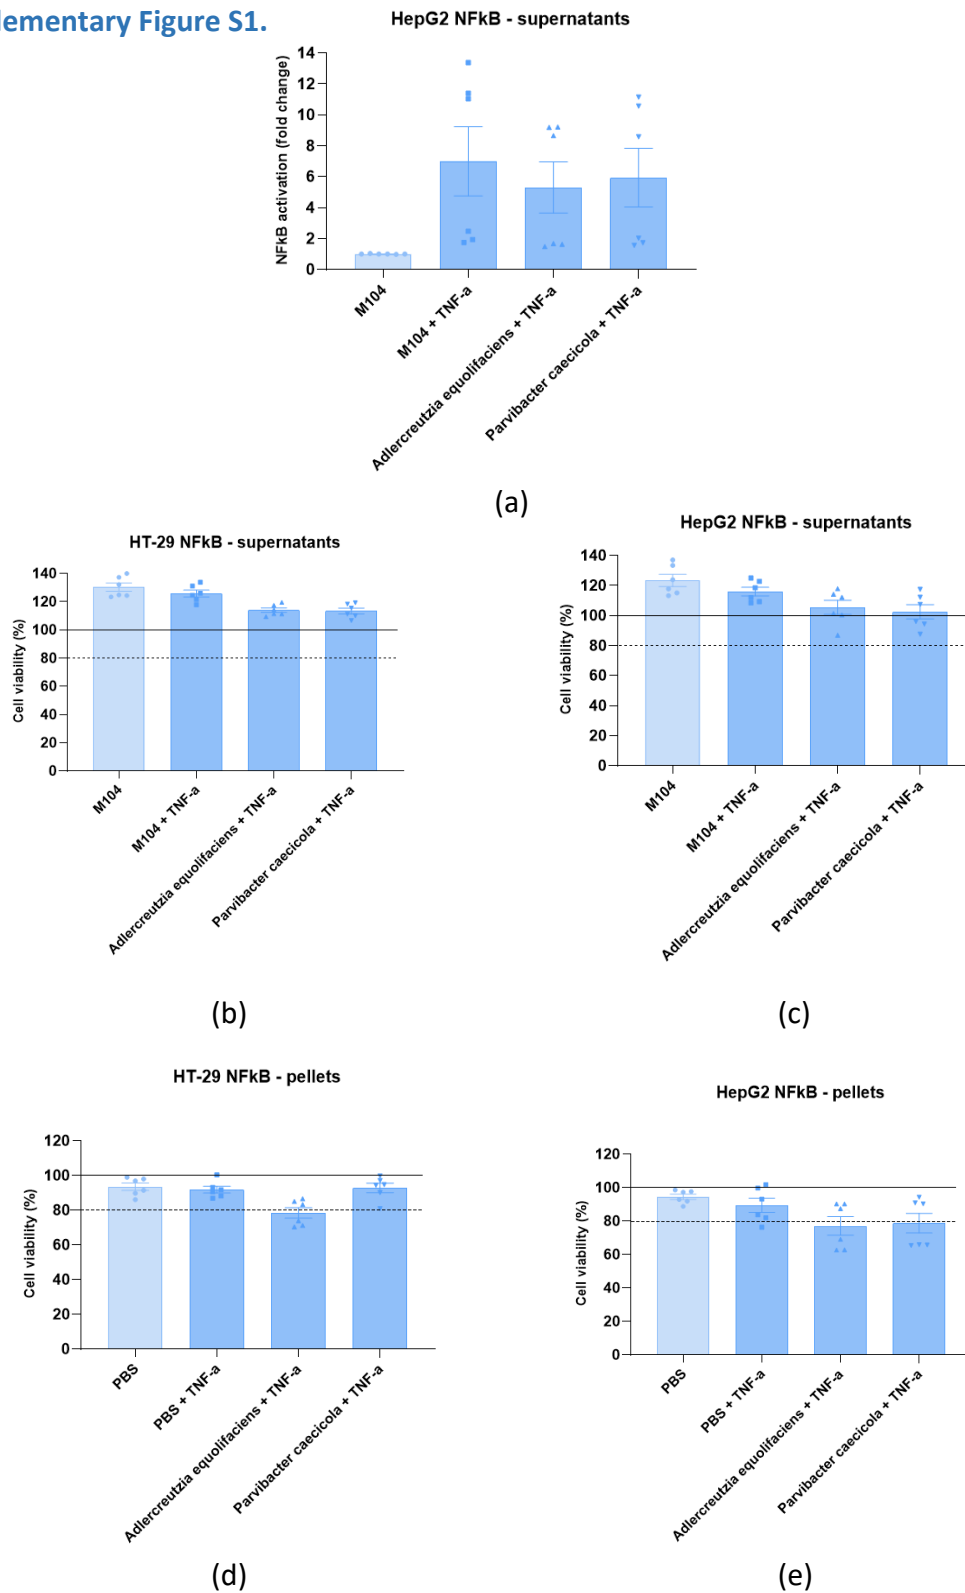 lementary Figure S1.
HepG2 NFkB - supernatants
NFkB activation (fold change)
14
12
10
8
6
4
2
0
M104
M104 + TNF-a
Adlercreutzia equolifaciens + TNF-a
Parvibacter caecicola + TNF-a
(a)
HT-29 NFkB - supernatants
Cell viability (%)
140
120
100
80
60
40
20
0
M104
M104 + TNF-a
Adlercreutzia equolifaciens + TNF-a
Parvibacter caecicola + TNF-a
(b)
HepG2 NFkB - supernatants
Cell viability (%)
140
120
100
80
60
40
20
0
M104
M104 + TNF-a
Adlercreutzia equolifaciens + TNF-a
Parvibacter caecicola + TNF-a
(c)
HT-29 NFkB - pellets
Cell viability (%)
120
100
80
60
40
20
0
PBS
PBS + TNF-a
Adlercreutzia equolifaciens + TNF-a
Parvibacter caecicola + TNF-a
(d)
HepG2 NFkB - pellets
Cell viability (%)
120
100
80
60
40
20
0
PBS
PBS + TNF-a
Adlercreutzia equolifaciens + TNF-a
Parvibacter caecicola + TNF-a
(e)